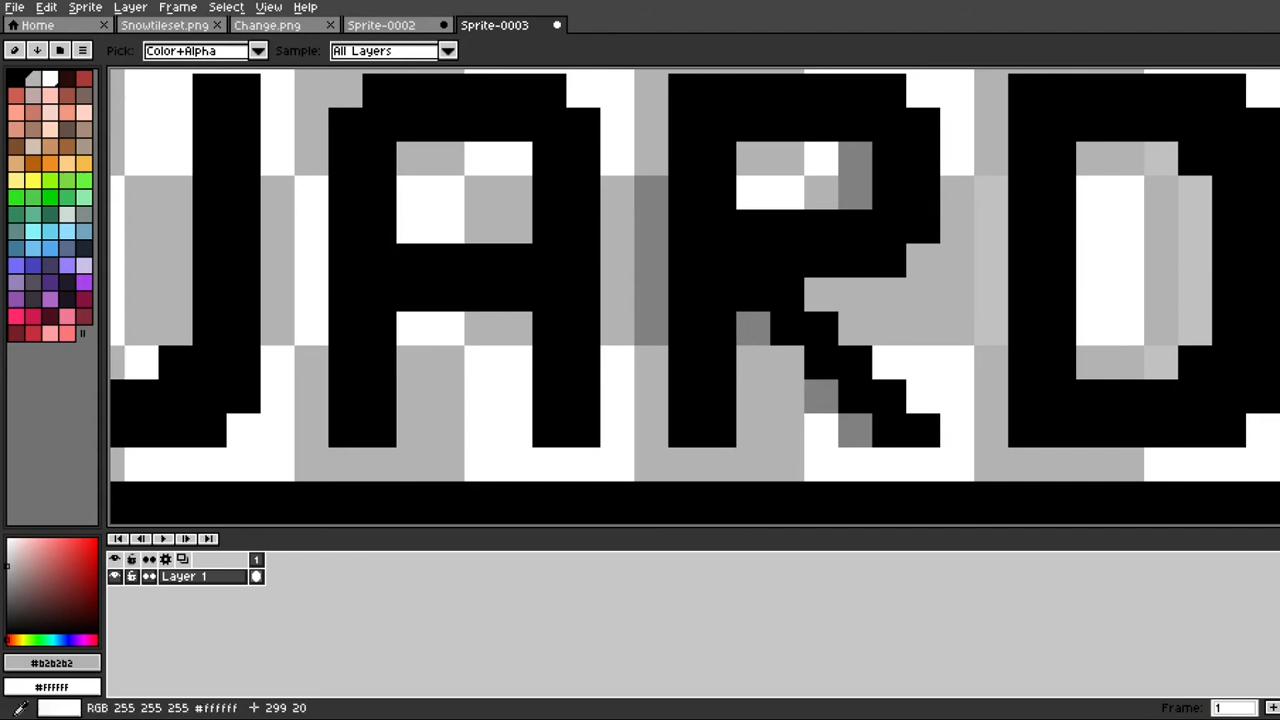 File Edit Sprite Layer Frame Select View Help
Home Snowtileset.png Change.png Sprite-0002 Sprite-0003
Pick: Color+Alpha Sample: All Layers
JARD
1
Layer 1
#b2b2b2
#ffffff
RGB 255 255 255 #ffffff 299 20 Frame: 1